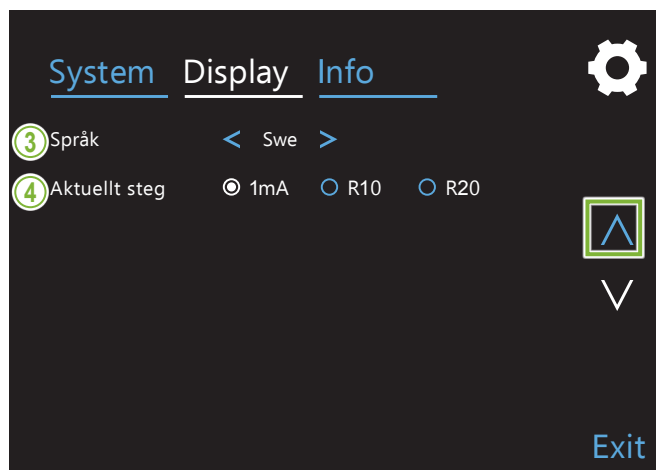 System Display Info
3 Språk < Swe >
4 Aktuellt steg 1mA R10 R20
Exit